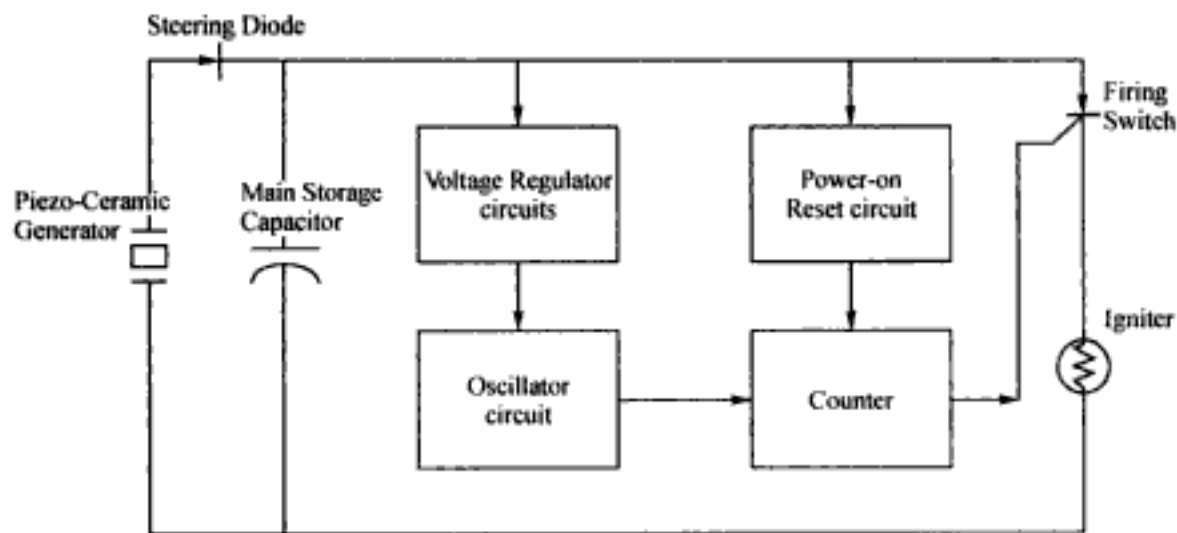 Steering Diode
Firing
Switch
Piezo-Ceramic
Generator
Main Storage
Capacitor
Voltage Regulator
circuits
Power-on
Reset circuit
Igniter
Oscillator
circuit
Counter